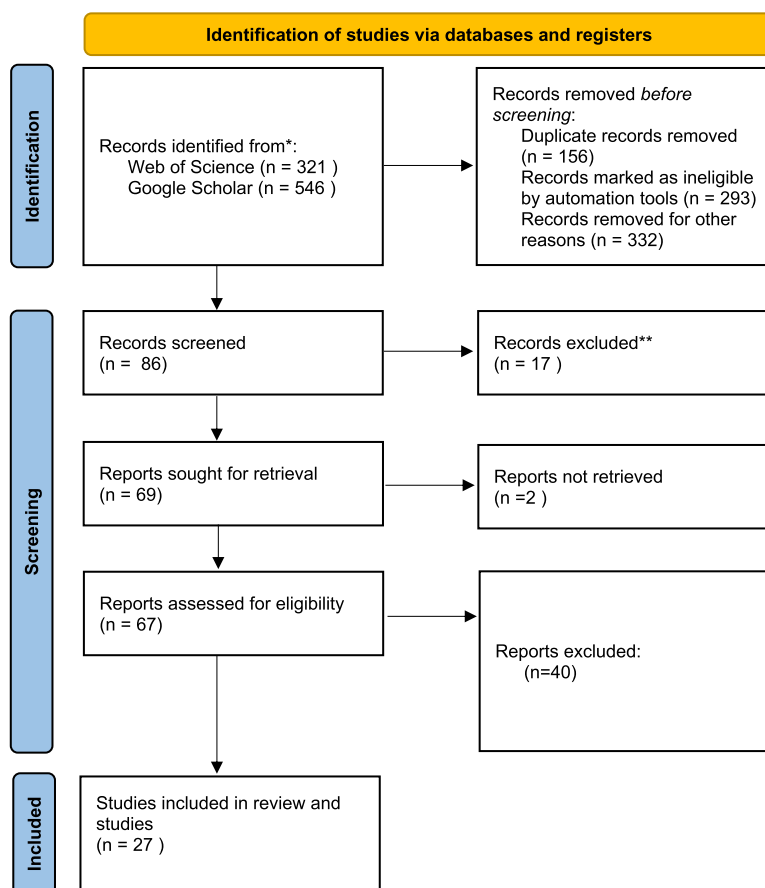 Identification of studies via databases and registers
Identification
Records identified from*:
Web of Science (n = 321 )
Google Scholar (n = 546 )
Records removed before
screening:
Duplicate records removed
(n = 156)
Records marked as ineligible
by automation tools (n = 293)
Records removed for other
reasons (n = 332)
Screening
Records screened
(n =  86)
Records excluded**
(n = 17 )
Reports sought for retrieval
(n = 69)
Reports not retrieved
(n =2 )
Reports assessed for eligibility
(n = 67)
Reports excluded:
(n=40)
Included
Studies included in review and
studies
(n = 27 )